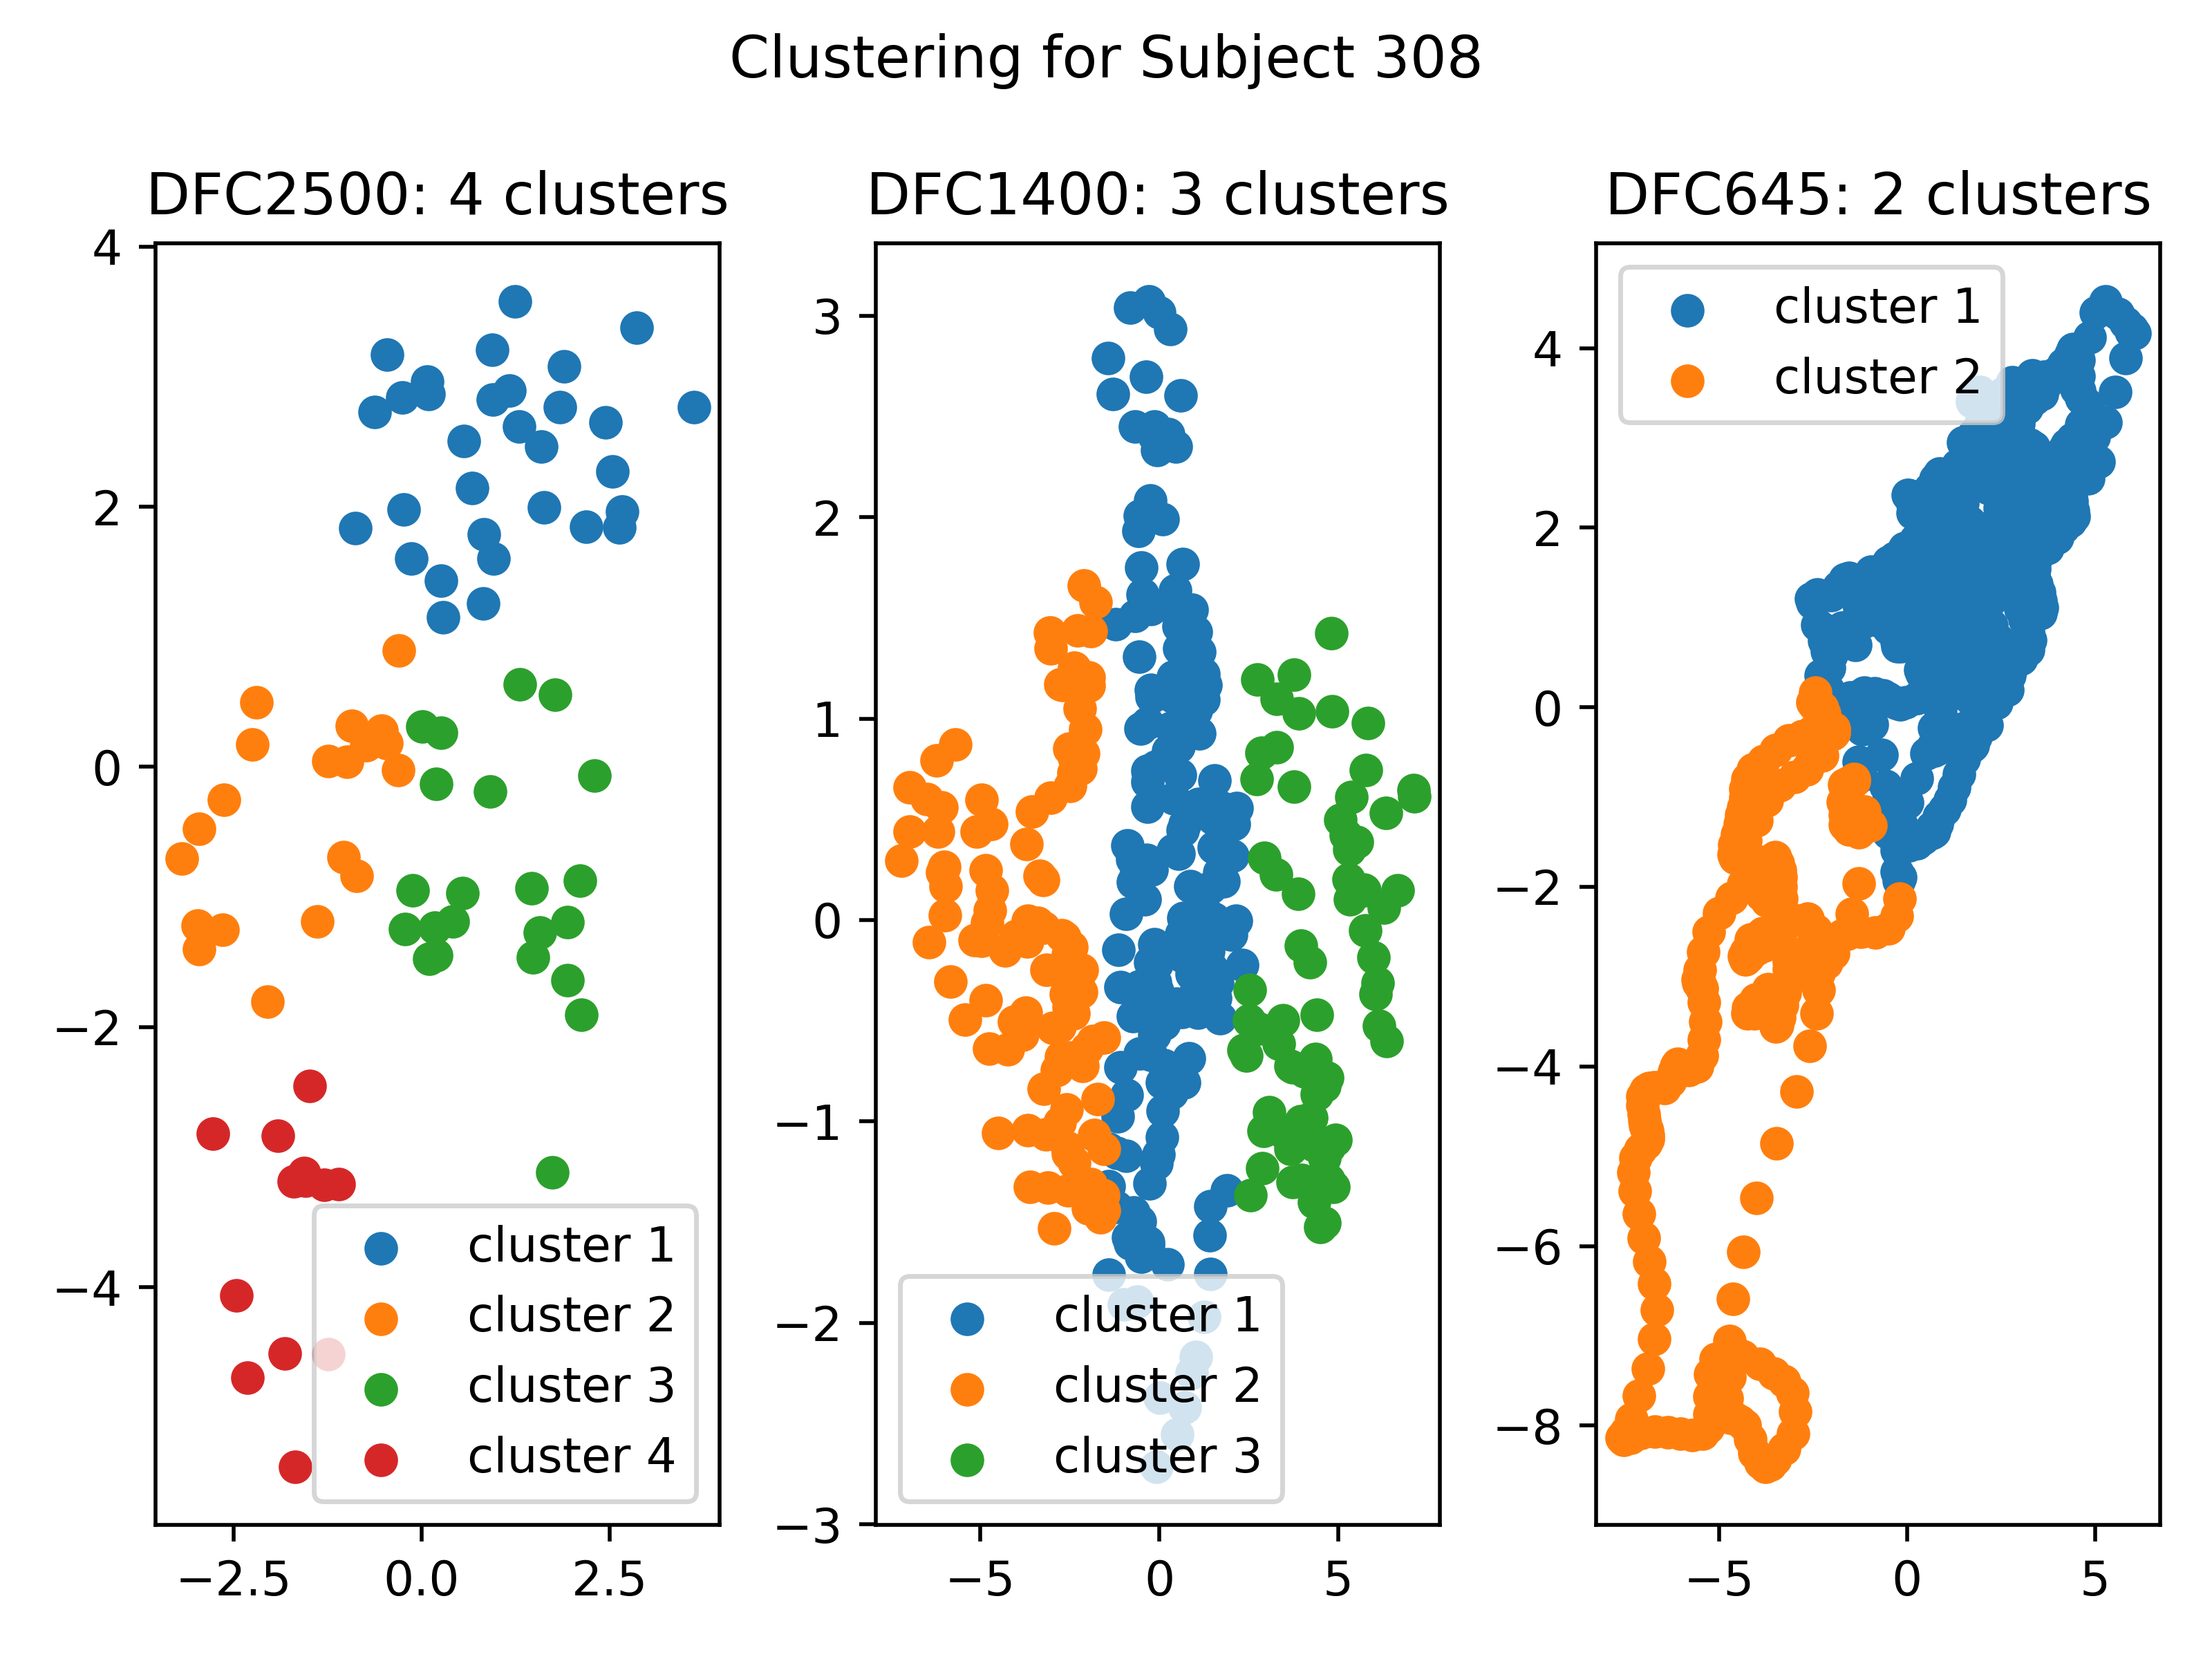 Clustering for Subject 308
DFC2500: 4 clusters
DFC1400: 3 clusters
DFC645: 2 clusters
4
2
0
−2
−4
−2.5
0.0
2.5
cluster 1
cluster 2
cluster 3
cluster 4
3
2
1
0
−1
−2
−3
−5
0
5
cluster 1
cluster 2
cluster 3
4
2
0
−2
−4
−6
−8
−5
0
5
cluster 1
cluster 2